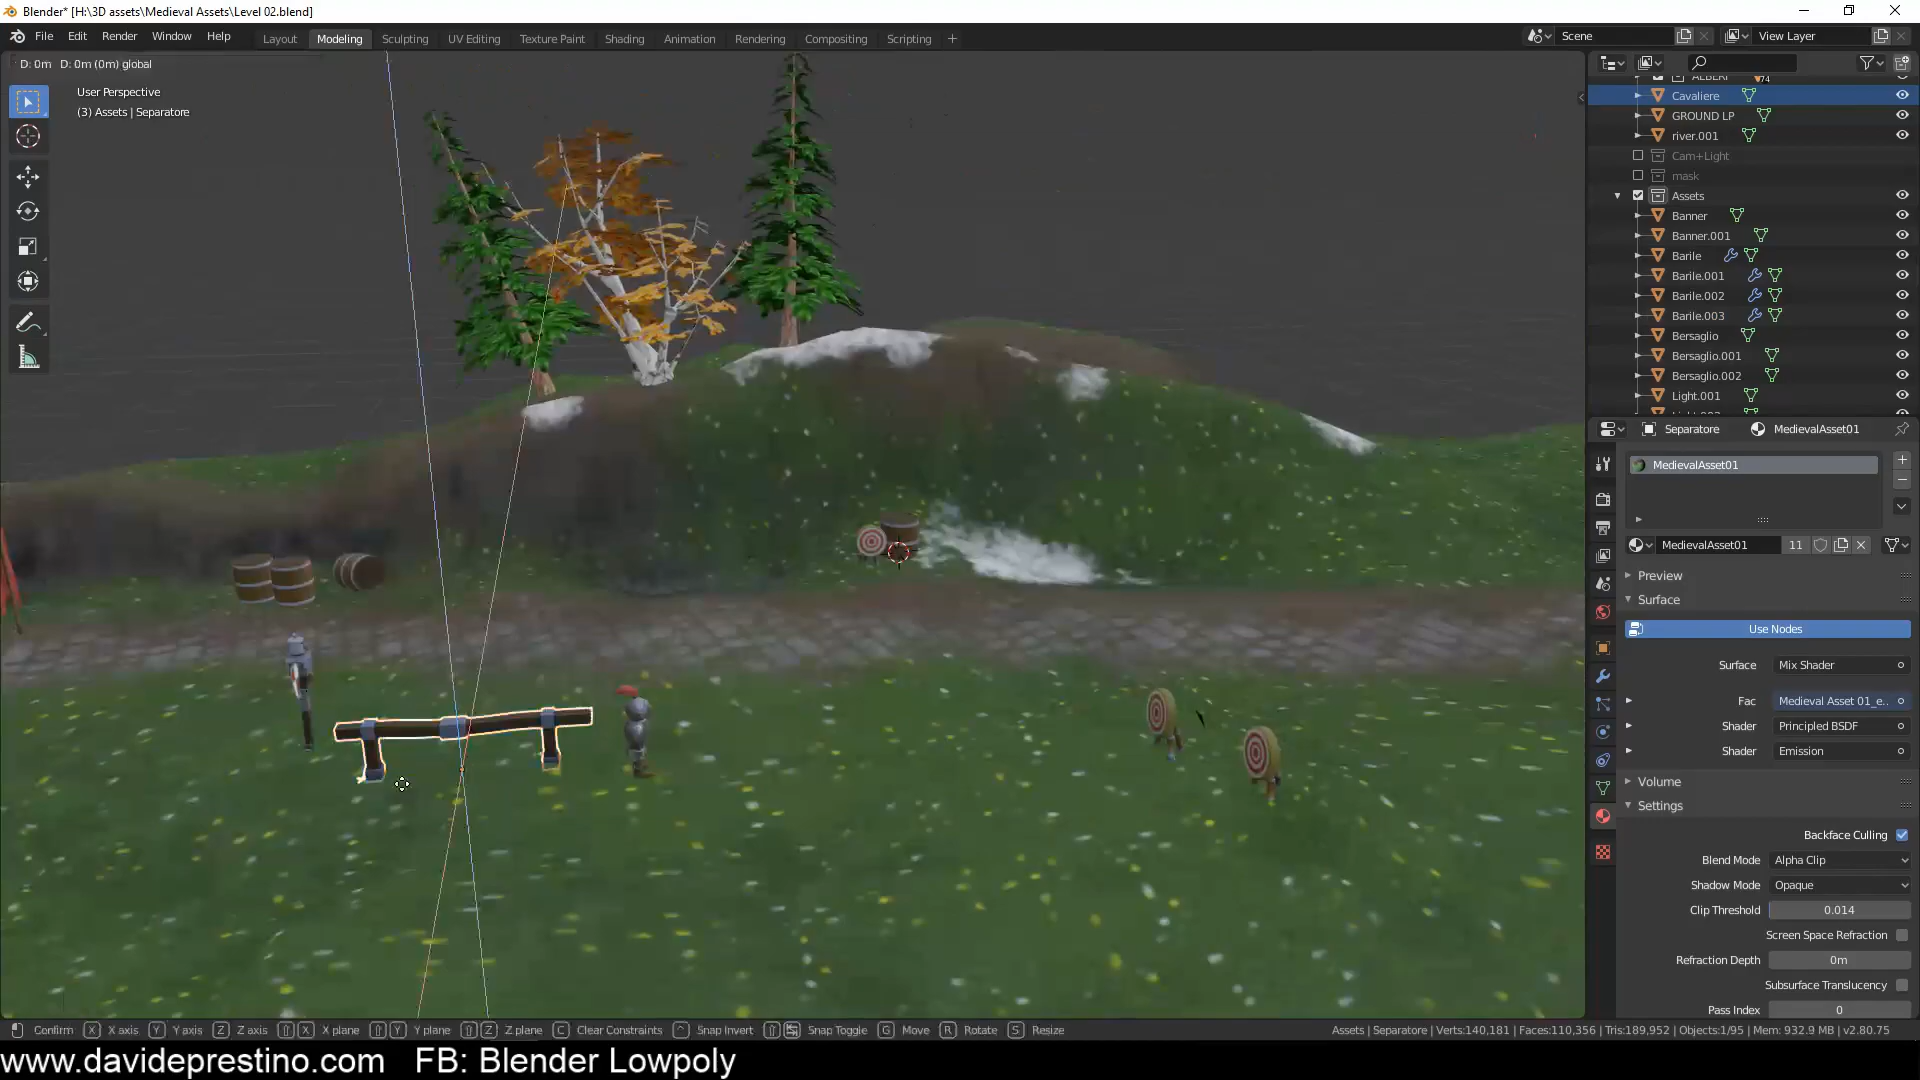 Blender* [H:\3D assets\Medieval Assets\Level 02.blend]
File Edit Render Window Help
Layout Modeling Sculpting UV Editing Texture Paint Shading Animation Rendering Compositing Scripting +
Scene
View Layer
D: 0m D: 0m (0m) global
User Perspective
(3) Assets | Separatore
Cavaliere
GROUND LP
river.001
Cam+Light
mask
Assets
Banner
Banner.001
Barile
Barile.001
Barile.002
Barile.003
Bersaglio
Bersaglio.001
Bersaglio.002
Light.001
Separatore MedievalAsset01
MedievalAsset01
MedievalAsset01 11
Preview
Surface
Use Nodes
Surface Mix Shader
Fac Medieval Asset 01_e..
Shader Principled BSDF
Shader Emission
Volume
Settings
Backface Culling
Blend Mode Alpha Clip
Shadow Mode Opaque
Clip Threshold 0.014
Screen Space Refraction
Refraction Depth 0m
Subsurface Translucency
Pass Index 0
Confirm X X axis Y Y axis Z Z axis X X plane Y Y plane Z Z plane C Clear Constraints Snap Invert Snap Toggle G Move R Rotate S Resize
Assets | Separatore | Verts:140,181 | Faces:110,356 | Tris:189,952 | Objects:1/95 | Mem: 932.9 MB | v2.80.75
www.davideprestino.com FB: Blender Lowpoly